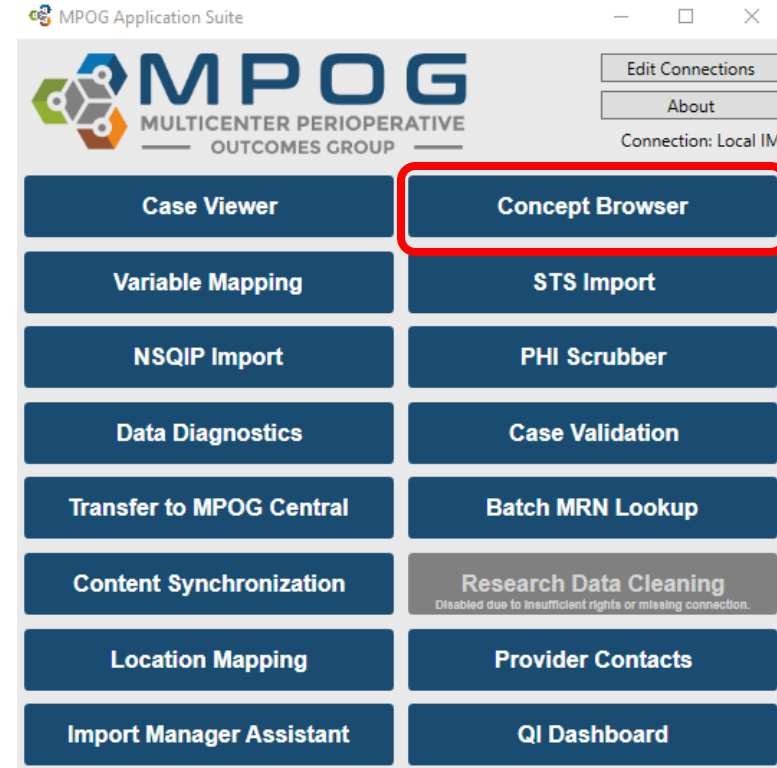 MPOG Application Suite
MPOG
MULTICENTER PERIOPERATIVE
OUTCOMES GROUP
Edit Connections
About
Connection: Local IM
Case Viewer
Concept Browser
Variable Mapping
STS Import
NSQIP Import
PHI Scrubber
Data Diagnostics
Case Validation
Transfer to MPOG Central
Batch MRN Lookup
Content Synchronization
Research Data Cleaning
Disabled due to insufficient rights or missing connection.
Location Mapping
Provider Contacts
Import Manager Assistant
QI Dashboard